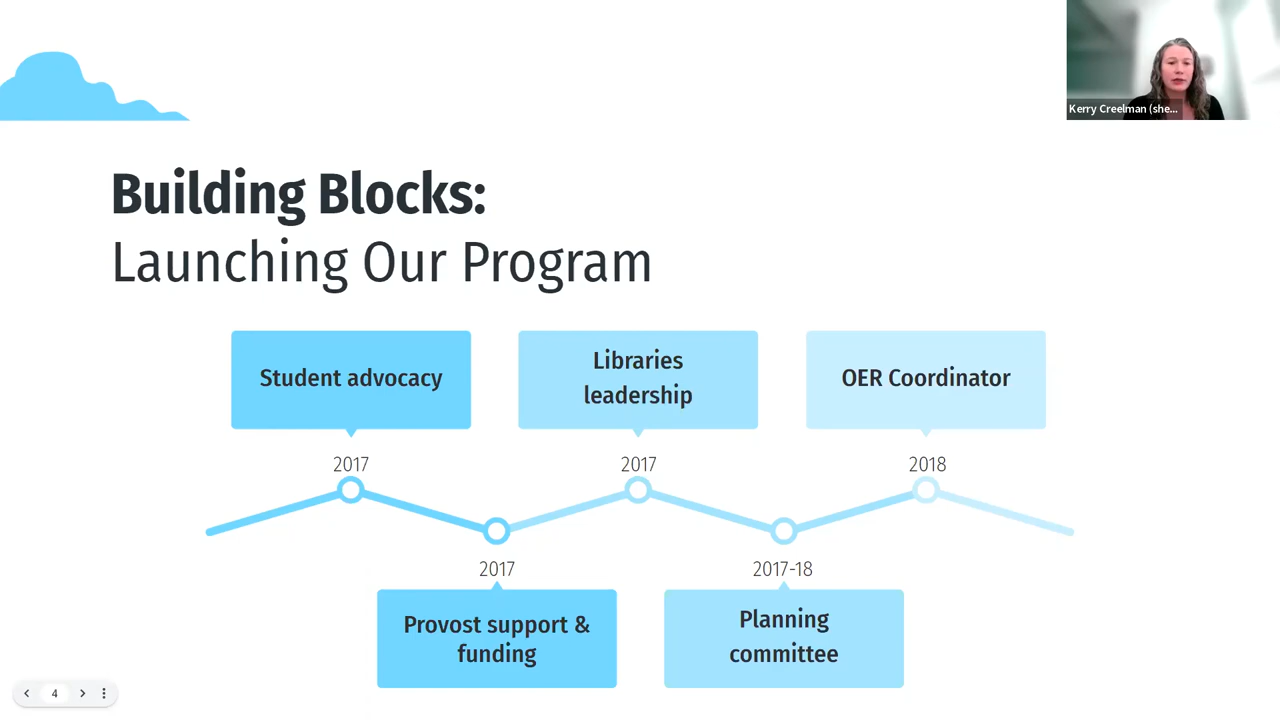 Kerry Creelman (she...
Building Blocks:
Launching Our Program
Student advocacy
Libraries
leadership
OER Coordinator
2017
2017
2018
2017
2017-18
Provost support &
funding
Planning
committee
4